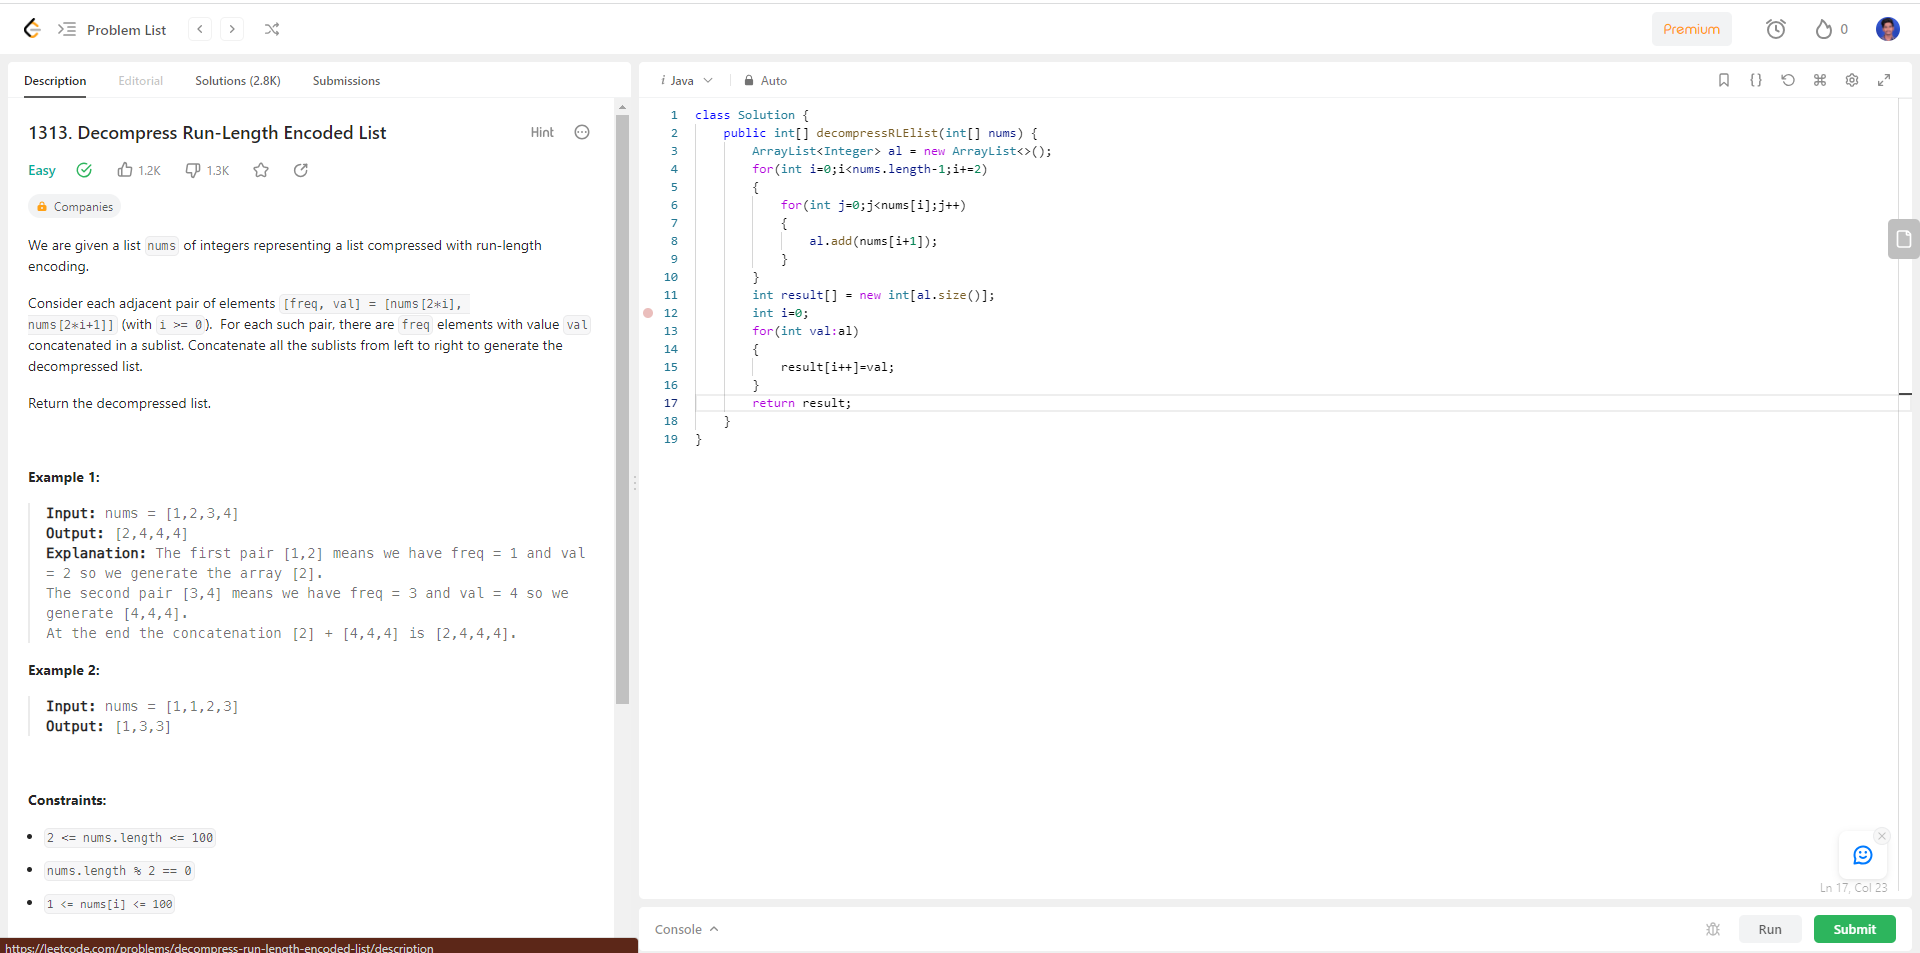 Problem List
Premium
0
Description Editorial Solutions (2.8K) Submissions
1313. Decompress Run-Length Encoded List
Hint
Easy 1.2K 1.3K
Companies
We are given a list nums of integers representing a list compressed with run-length
encoding.
Consider each adjacent pair of elements [freq, val] = [nums[2*i],
nums[2*i+1]] (with i >= 0). For each such pair, there are freq elements with value val
concatenated in a sublist. Concatenate all the sublists from left to right to generate the
decompressed list.
Return the decompressed list.
Example 1:
Input: nums = [1,2,3,4]
Output: [2,4,4,4]
Explanation: The first pair [1,2] means we have freq = 1 and val
= 2 so we generate the array [2].
The second pair [3,4] means we have freq = 3 and val = 4 so we
generate [4,4,4].
At the end the concatenation [2] + [4,4,4] is [2,4,4,4].
Example 2:
Input: nums = [1,1,2,3]
Output: [1,3,3]
Constraints:
• 2 <= nums.length <= 100
• nums.length % 2 == 0
• 1 <= nums[i] <= 100
https://leetcode.com/problems/decompress-run-length-encoded-list/description
i Java Auto
{}
1 class Solution {
2 public int[] decompressRLElist(int[] nums) {
3 ArrayList<Integer> al = new ArrayList<>();
4 for(int i=0;i<nums.length-1;i+=2)
5 {
6 for(int j=0;j<nums[i];j++)
7 {
8 al.add(nums[i+1]);
9 }
10 }
11 int result[] = new int[al.size()];
12 int i=0;
13 for(int val:al)
14 {
15 result[i++]=val;
16 }
17 return result;
18 }
19 }
Ln 17, Col 23
Console
Run
Submit